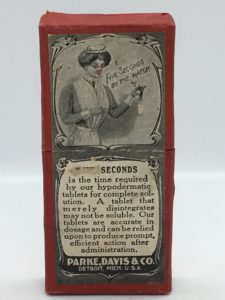 FIVE SECONDS
BY THE WATCH
SECONDS
is the time required
by our hypodermatic
tablets for complete sol-
ution. A tablet that
merely disintegrates
may not be soluble. Our
tablets are accurate in
dosage and can be relied
upon to produce prompt,
efficient action after
administration.
PARKE, DAVIS & CO.
DETROIT, MICH. U.S.A.